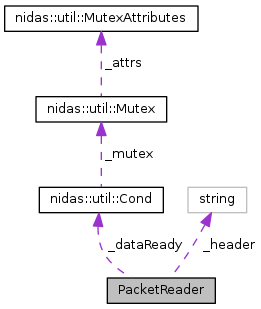 nidas::util::MutexAttributes
_attrs
nidas::util::Mutex
_mutex
nidas::util::Cond
string
_dataReady
_header
PacketReader